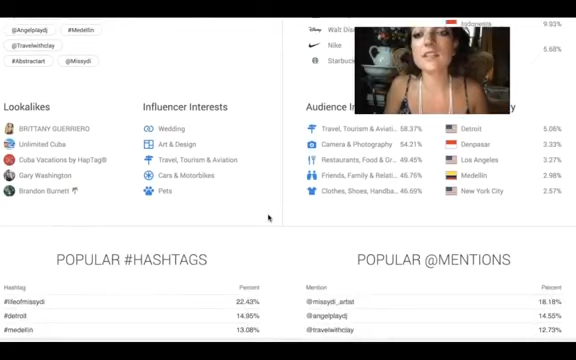 @Angelplaydj #Medellin
@Travelwithclay
#Abstractart @Missydi
Indonesia 9.93%
Walt Dis
Nike 5.68%
Starbuck
Lookalikes
BRITTANY GUERRIERO
Unlimited Cuba
Cuba Vacations by HapTag®
Gary Washington
Brandon Burnett
Influencer Interests
Wedding
Art & Design
Travel, Tourism & Aviation
Cars & Motorbikes
Pets
Audience In
Travel, Tourism & Aviati... 58.37%
Camera & Photography 54.21%
Restaurants, Food & Gr... 49.45%
Friends, Family & Relati... 46.76%
Clothes, Shoes, Handba... 46.69%
y
Detroit 5.06%
Denpasar 3.33%
Los Angeles 3.27%
Medellín 2.98%
New York City 2.57%
POPULAR #HASHTAGS
Hashtag Percent
#lifeofmissydi 22.43%
#detroit 14.95%
#medellin 13.08%
POPULAR @MENTIONS
Mention Percent
@missydi_artist 18.18%
@angelplaydj 14.55%
@travelwithclay 12.73%